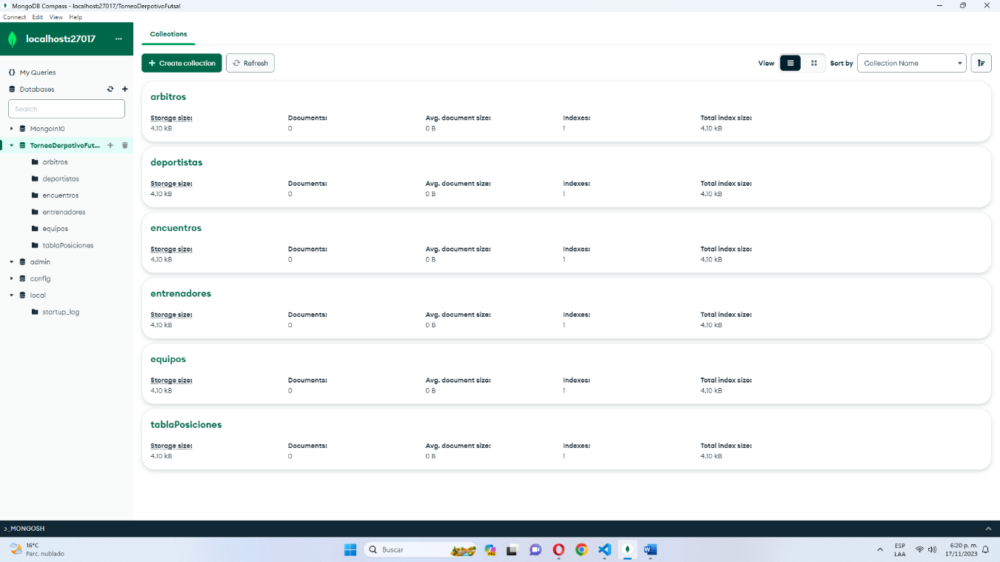 MongoDB Compass - localhost:27017/TorneoDerpotivoFutsal
Connect Edit View Help
localhost:27017 ...
My Queries
Databases
Search
MongoIn10
TorneoDerpotivoFut...
arbitros
deportistas
encuentros
entrenadores
equipos
tablaPosiciones
admin
config
local
startup_log
Collections
Create collection Refresh View Sort by Collection Name
arbitros
Storage size: Documents: Avg. document size: Indexes: Total index size:
4.10 kB 0 0 B 1 4.10 kB
deportistas
Storage size: Documents: Avg. document size: Indexes: Total index size:
4.10 kB 0 0 B 1 4.10 kB
encuentros
Storage size: Documents: Avg. document size: Indexes: Total index size:
4.10 kB 0 0 B 1 4.10 kB
entrenadores
Storage size: Documents: Avg. document size: Indexes: Total index size:
4.10 kB 0 0 B 1 4.10 kB
equipos
Storage size: Documents: Avg. document size: Indexes: Total index size:
4.10 kB 0 0 B 1 4.10 kB
tablaPosiciones
Storage size: Documents: Avg. document size: Indexes: Total index size:
4.10 kB 0 0 B 1 4.10 kB
>_MONGOSH
16°C
Parc. nublado
Buscar
PRE
ESP
LAA
6:20 p. m.
17/11/2023